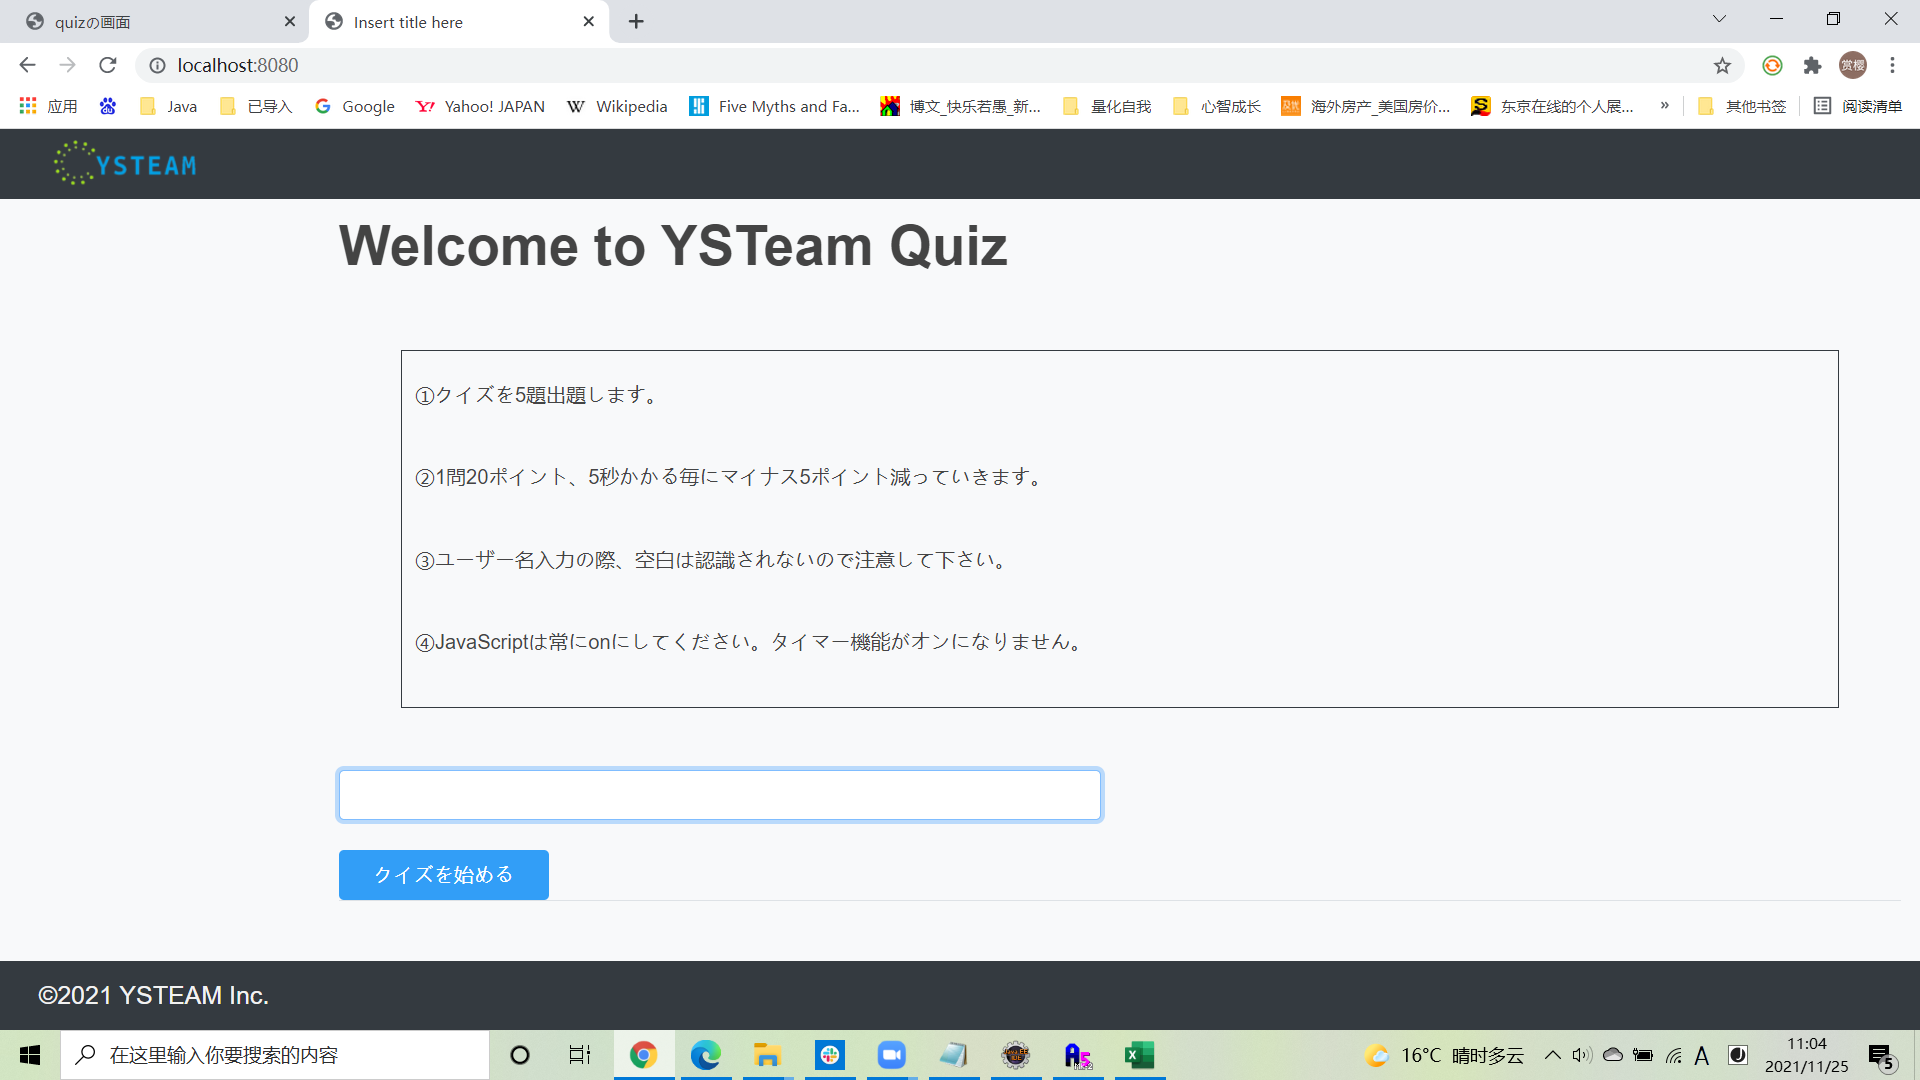 quizの画面
Insert title here
localhost:8080
赏樱
应用
Java
已导入
Google
Yahoo! JAPAN
Wikipedia
Five Myths and Fa...
博文_快乐若愚_新...
量化自我
心智成长
海外房产_美国房价...
东京在线的个人展...
»
其他书签
阅读清单
YSTEAM
Welcome to YSTeam Quiz
①クイズを5題出題します。
②1問20ポイント、5秒かかる毎にマイナス5ポイント減っていきます。
③ユーザー名入力の際、空白は認識されないので注意して下さい。
④JavaScriptは常にonにしてください。タイマー機能がオンになりません。
クイズを始める
©2021 YSTEAM Inc.
在这里输入你要搜索的内容
16°C 晴时多云
A
11:04
2021/11/25
5